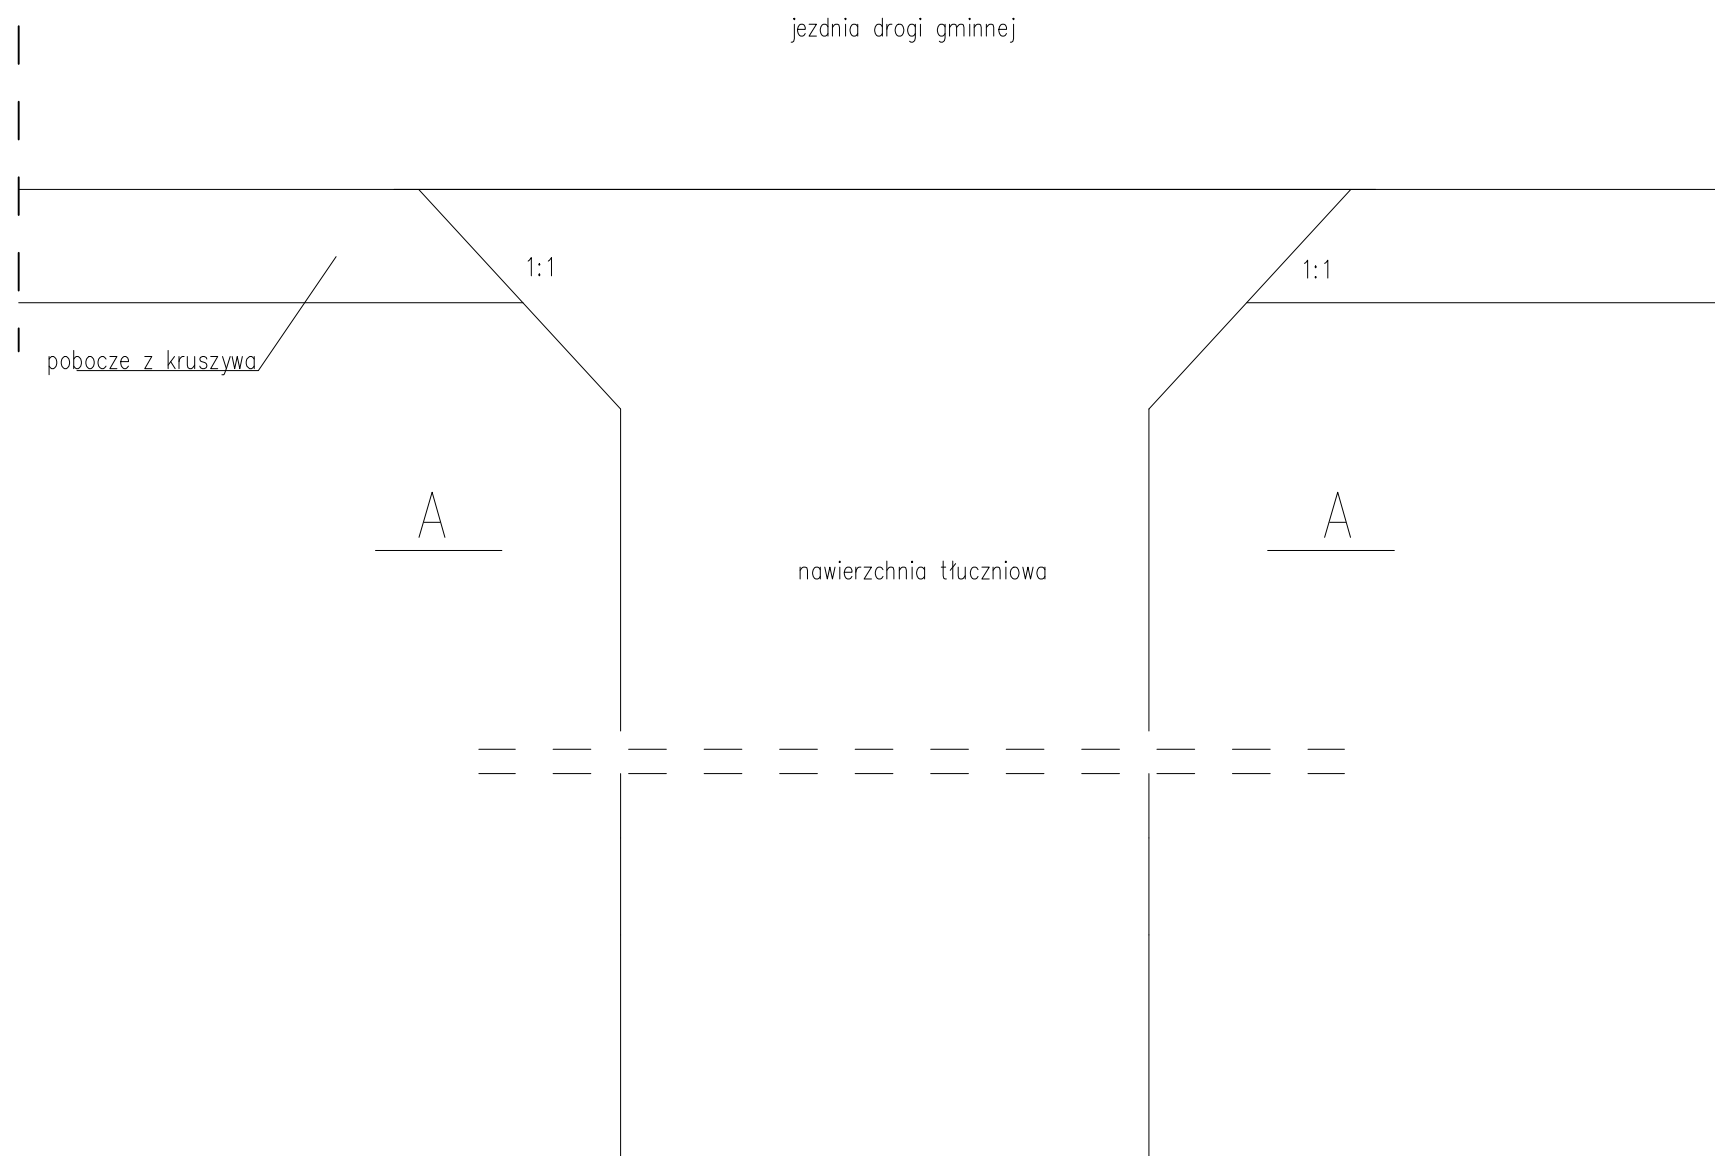 jezdnia drogi gminnej
1:1
1:1
pobocze z kruszywa
A
A
nawierzchnia tłuczniowa